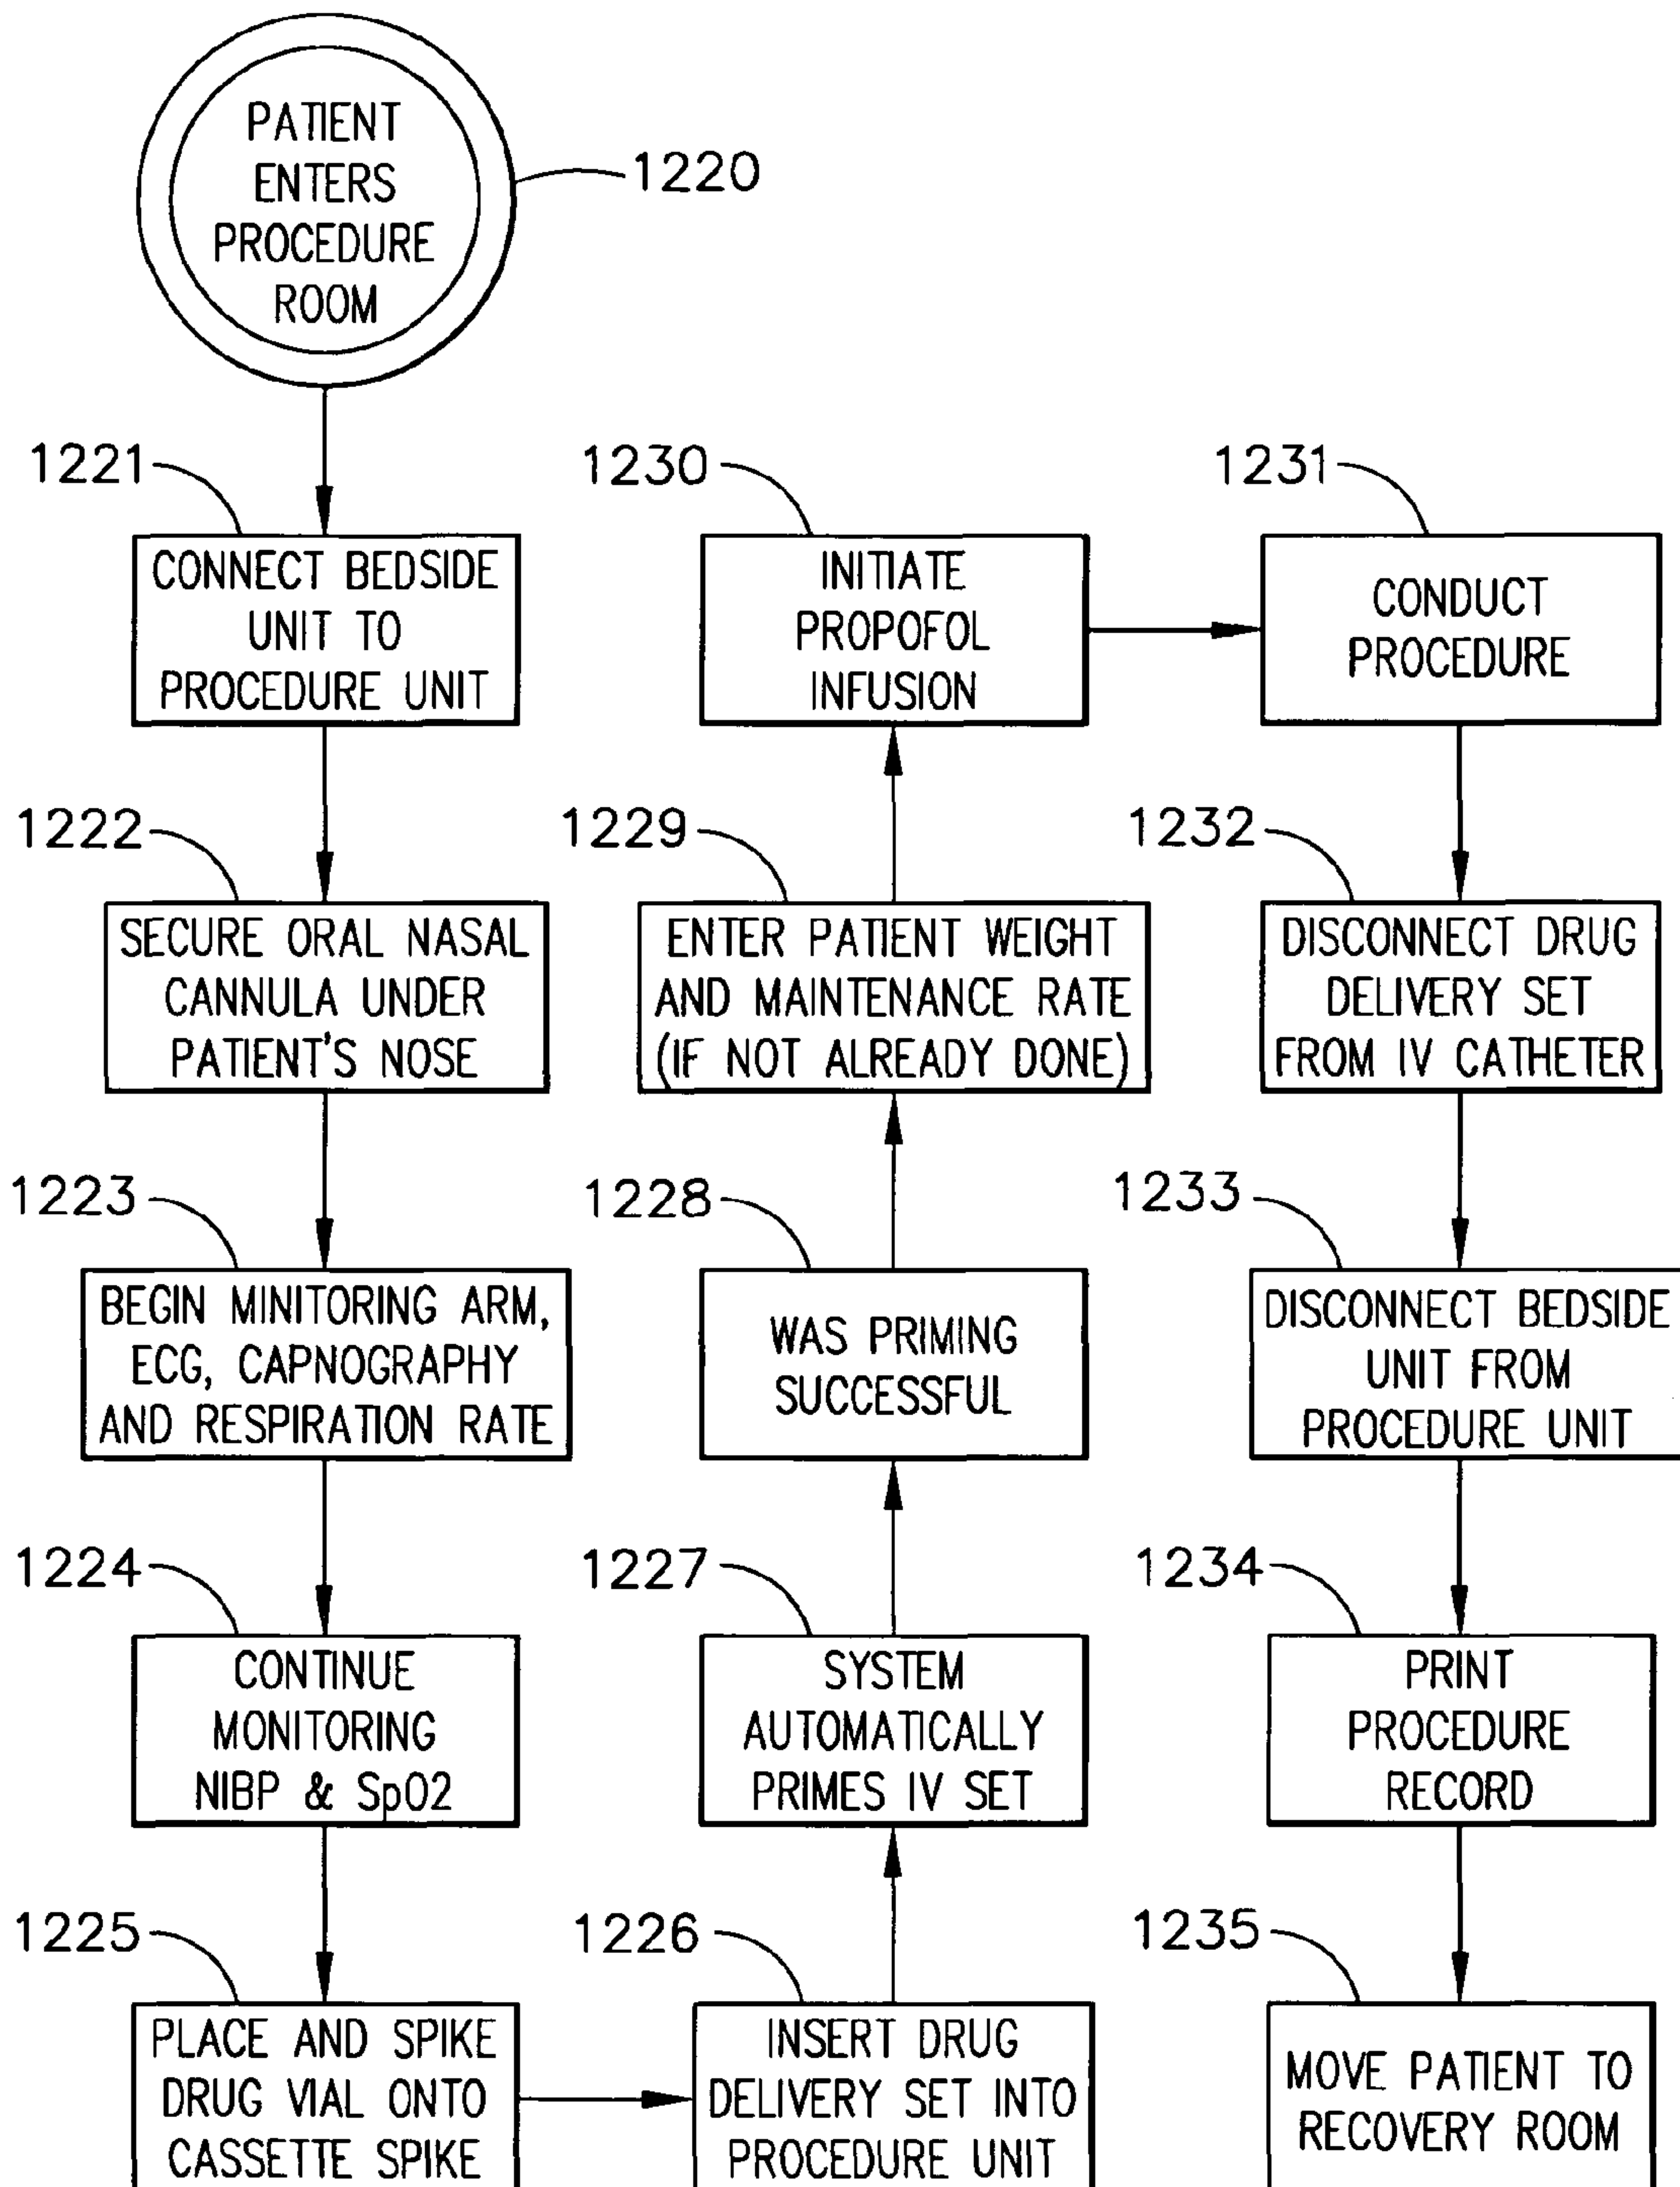 PATIENT
ENTERS
PROCEDURE
ROOM
1220
1221
CONNECT BEDSIDE
UNIT TO
PROCEDURE UNIT
1222
SECURE ORAL NASAL
CANNULA UNDER
PATIENT'S NOSE
1223
BEGIN MINITORING ARM,
ECG, CAPNOGRAPHY
AND RESPIRATION RATE
1224
CONTINUE
MONITORING
NIBP & SpO2
1225
PLACE AND SPIKE
DRUG VIAL ONTO
CASSETTE SPIKE
1226
INSERT DRUG
DELIVERY SET INTO
PROCEDURE UNIT
1227
SYSTEM
AUTOMATICALLY
PRIMES IV SET
1228
WAS PRIMING
SUCCESSFUL
1229
ENTER PATIENT WEIGHT
AND MAINTENANCE RATE
(IF NOT ALREADY DONE)
1230
INITIATE
PROPOFOL
INFUSION
1231
CONDUCT
PROCEDURE
1232
DISCONNECT DRUG
DELIVERY SET
FROM IV CATHETER
1233
DISCONNECT BEDSIDE
UNIT FROM
PROCEDURE UNIT
1234
PRINT
PROCEDURE
RECORD
1235
MOVE PATIENT TO
RECOVERY ROOM